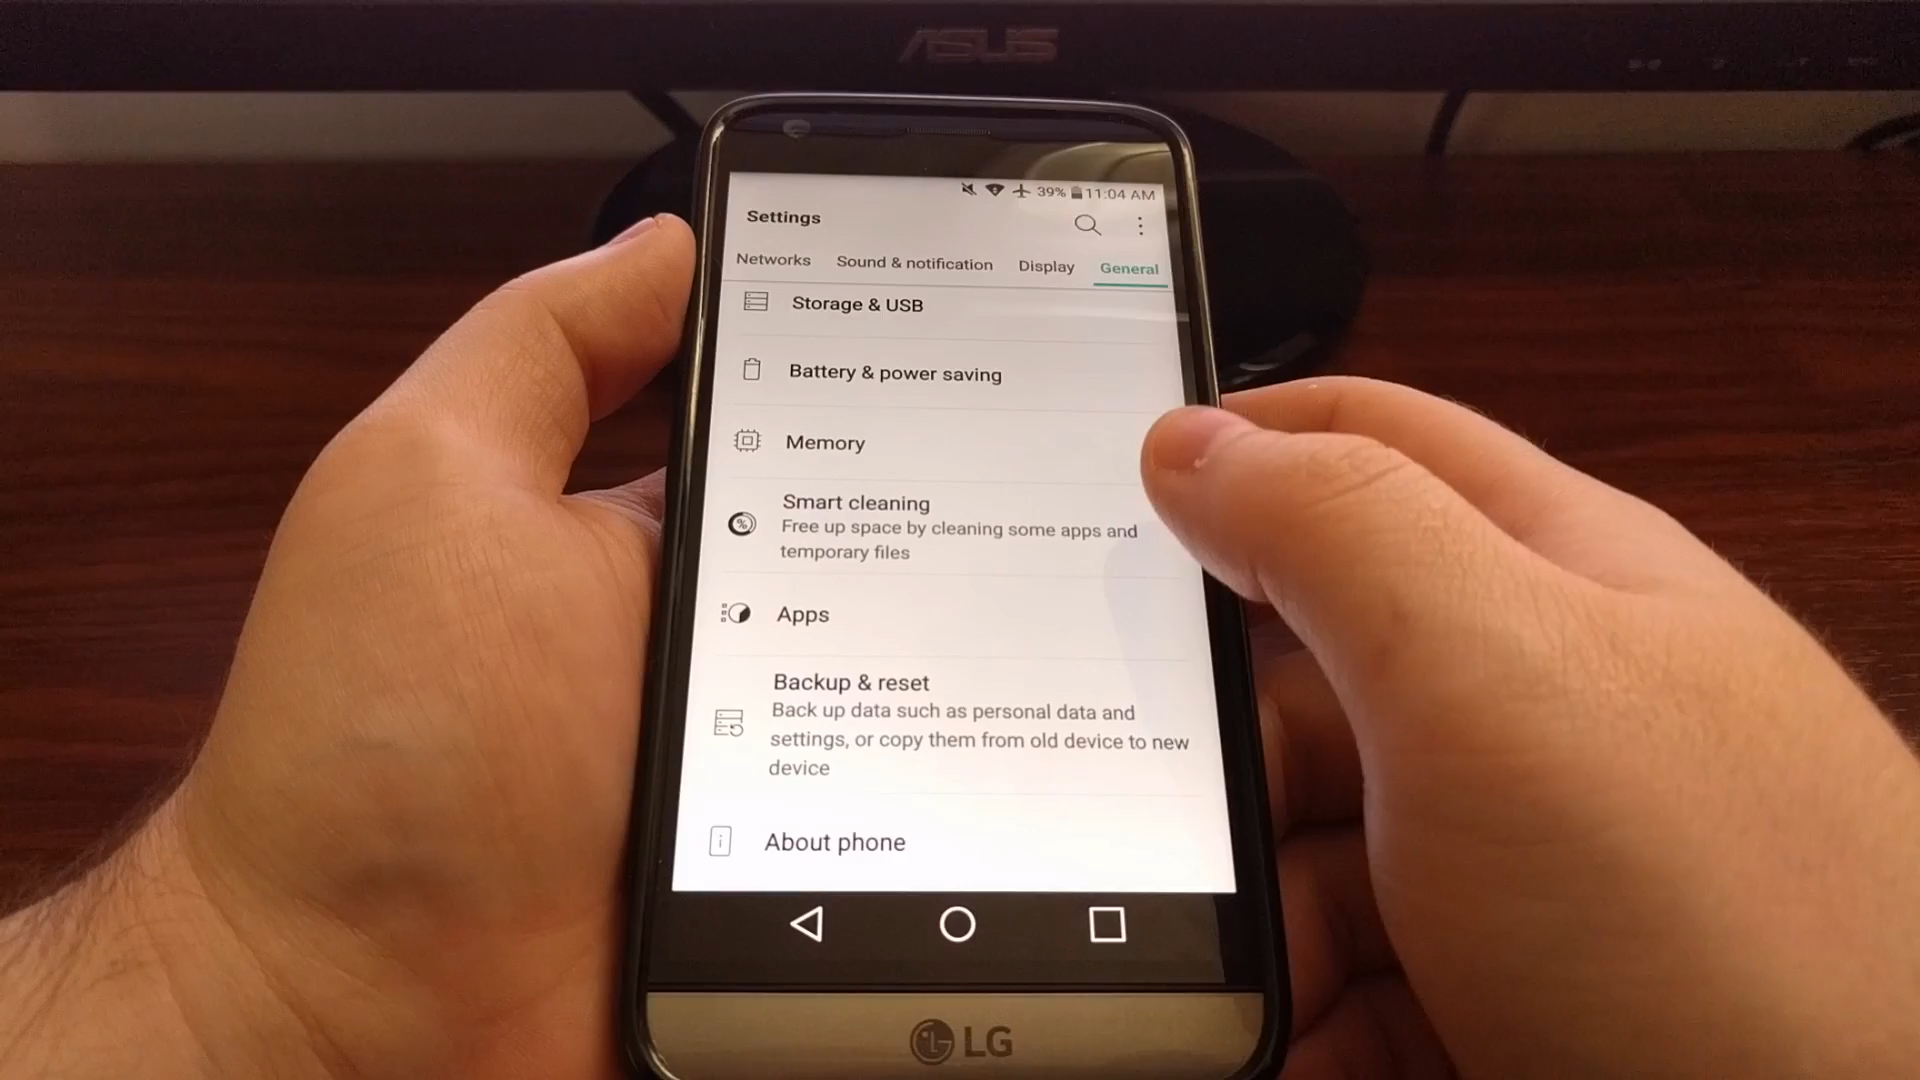 ASUS
39% 11:04 AM
Settings
Networks Sound & notification Display General
Storage & USB
Battery & power saving
Memory
Smart cleaning
Free up space by cleaning some apps and
temporary files
Apps
Backup & reset
Back up data such as personal data and
settings, or copy them from old device to new
device
About phone
LG